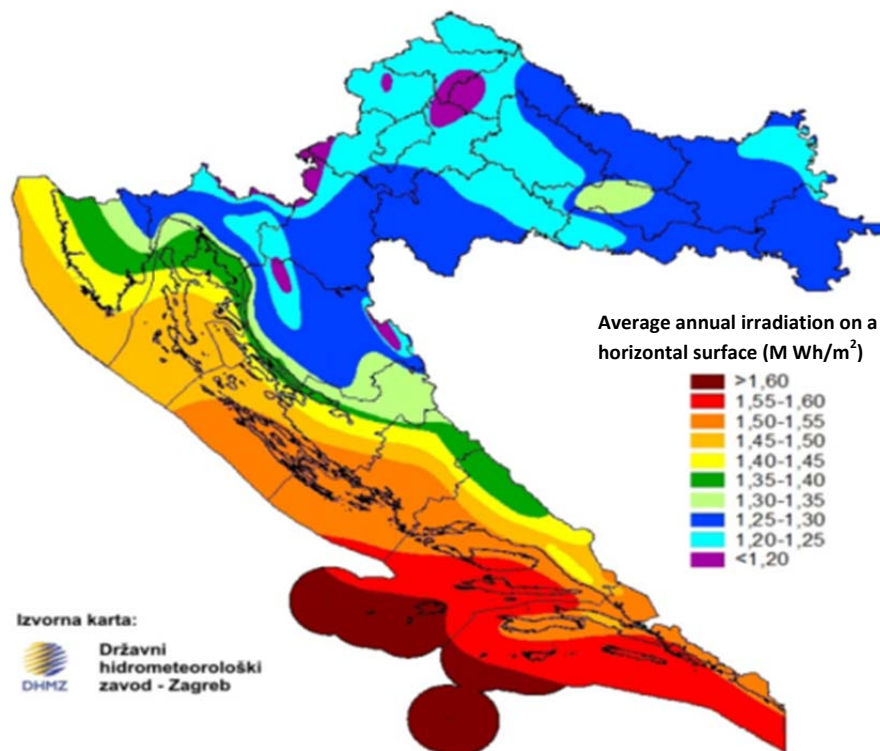 Average annual irradiation on a
horizontal surface (M Wh/m²)
>1,60
1,55-1,60
1,50-1,55
1,45-1,50
1,40-1,45
1,35-1,40
1,30-1,35
1,25-1,30
1,20-1,25
<1,20
Izvorna karta:
DHMZ
Državni
hidrometeorološki
zavod - Zagreb